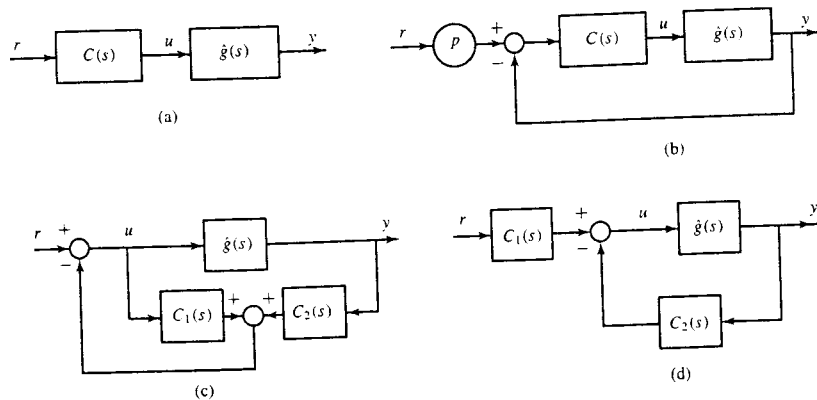 r C(s) u ĝ(s) y
(a)
r p + − C(s) u ĝ(s) y
(b)
r + − u ĝ(s) y
C₁(s) + + C₂(s)
(c)
r C₁(s) + − u ĝ(s) y
C₂(s)
(d)